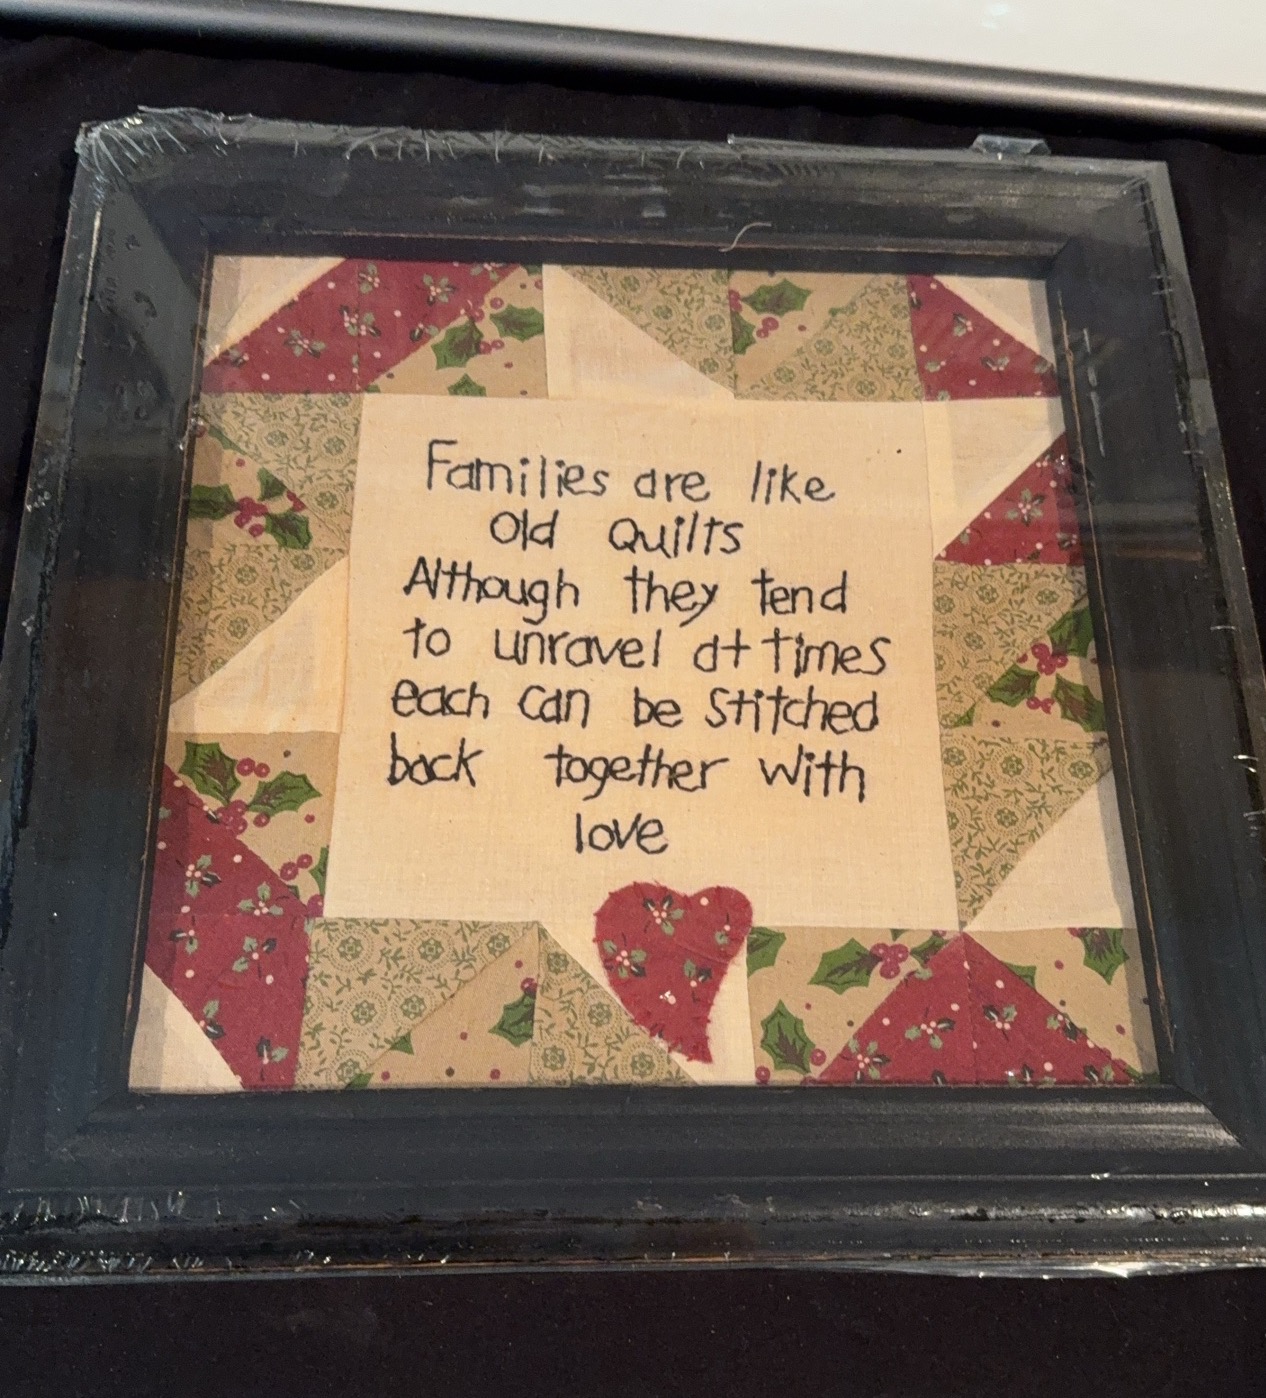 Families are like
Old Quilts
Although they tend
to unravel at times
each can be Stitched
back together With
love